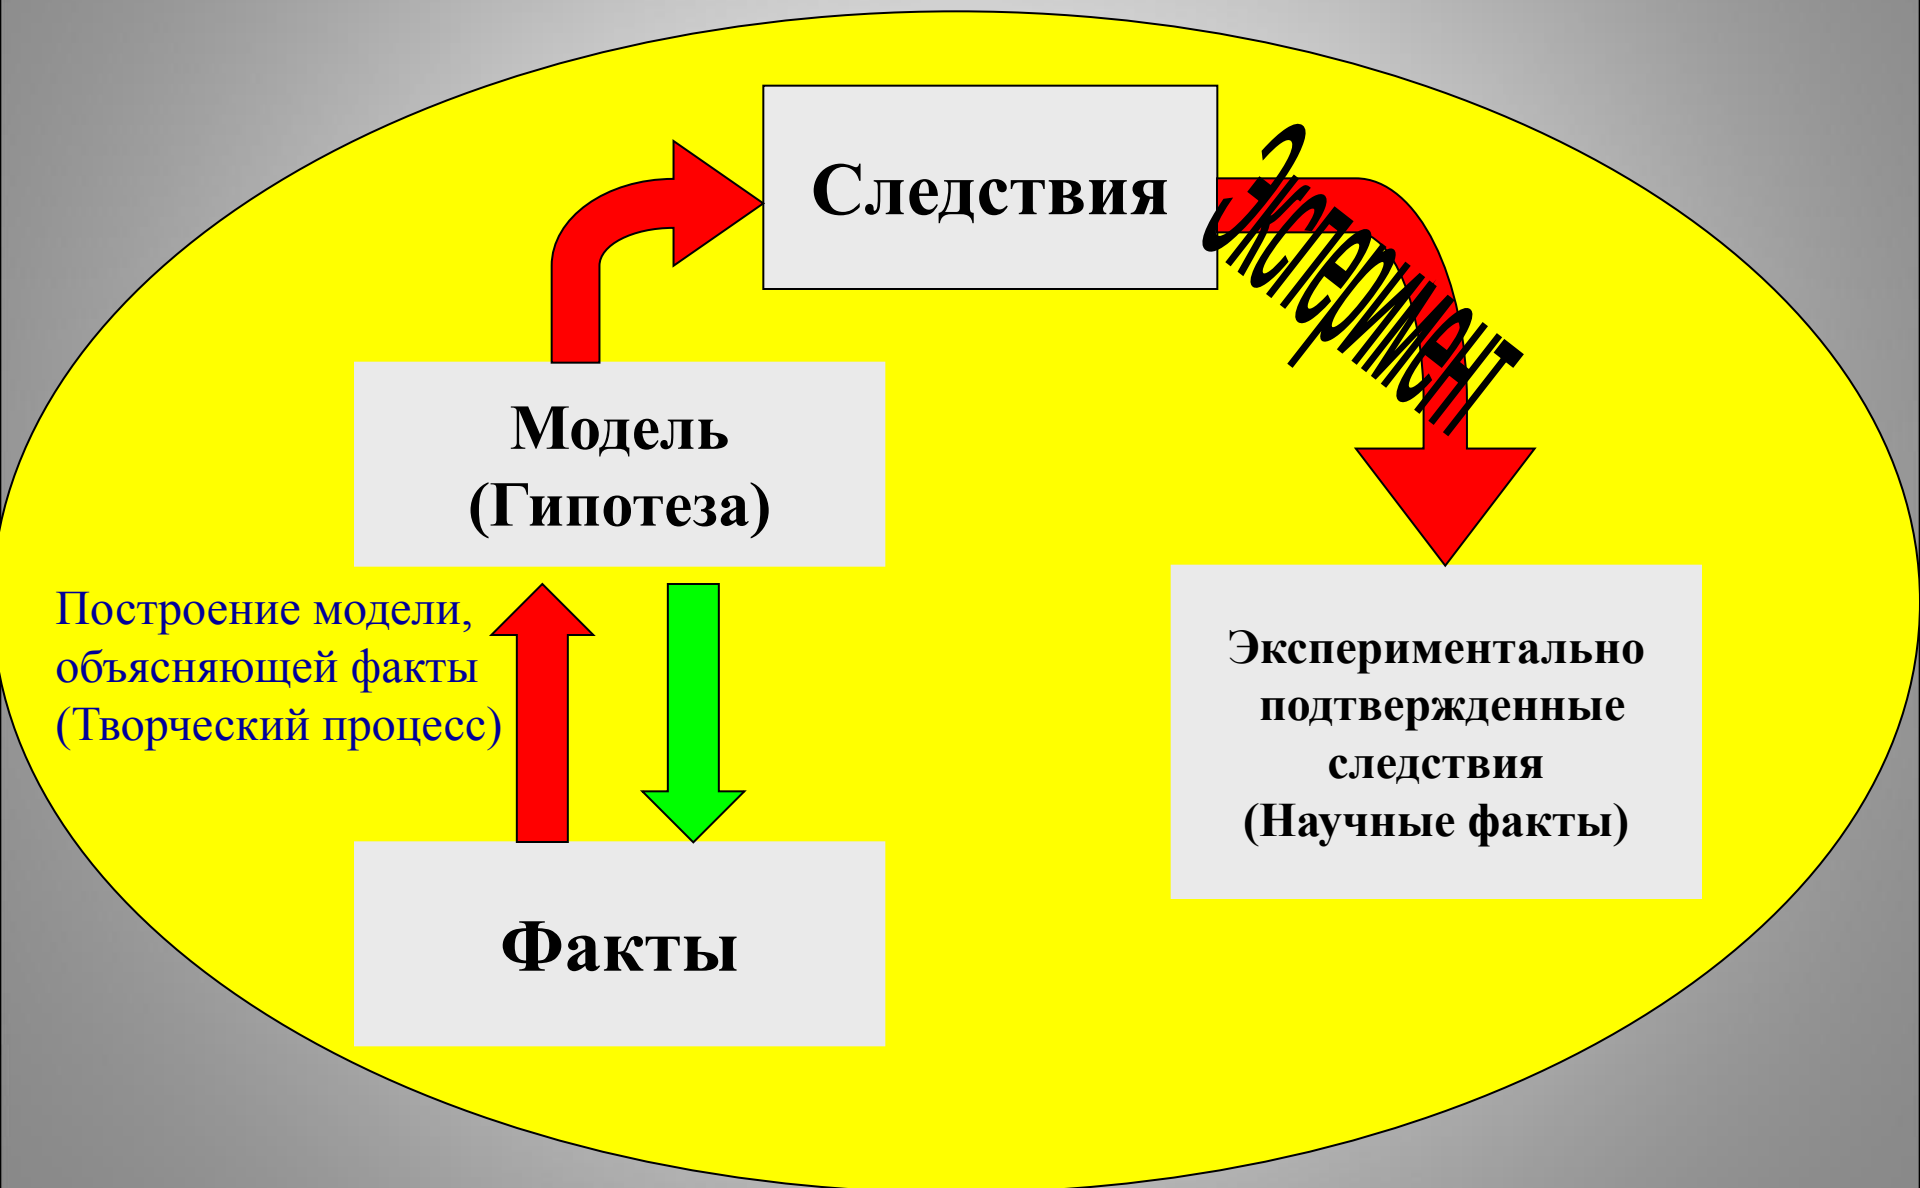 Следствия
Эксперимент
Модель
(Гипотеза)
Построение модели,
объясняющей факты
(Творческий процесс)
Экспериментально
подтвержденные
следствия
(Научные факты)
Факты